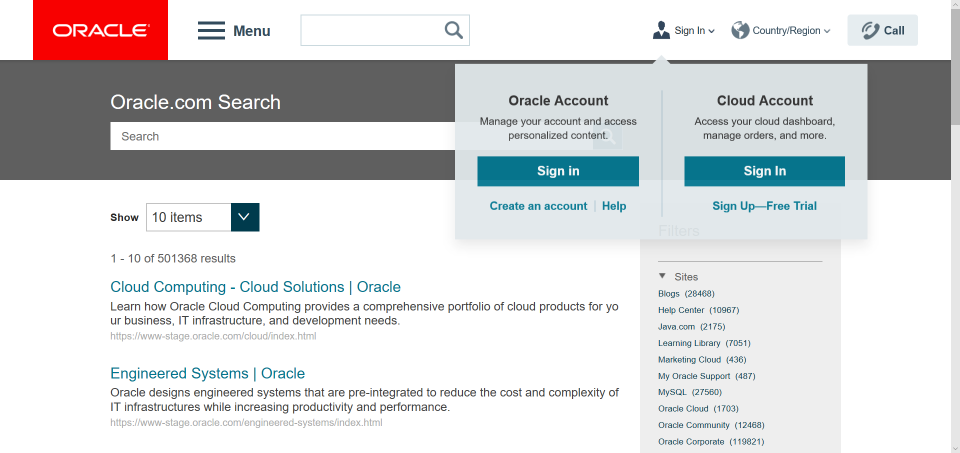 ORACLE
Menu
Sign In
Country/Region
Call
Oracle.com Search
Search
Oracle Account
Manage your account and access
personalized content.
Sign in
Create an account | Help
Cloud Account
Access your cloud dashboard,
manage orders, and more.
Sign In
Sign Up—Free Trial
Show
10 items
1 - 10 of 501368 results
Cloud Computing - Cloud Solutions | Oracle
Learn how Oracle Cloud Computing provides a comprehensive portfolio of cloud products for yo
ur business, IT infrastructure, and development needs.
https://www-stage.oracle.com/cloud/index.html
Engineered Systems | Oracle
Oracle designs engineered systems that are pre-integrated to reduce the cost and complexity of
IT infrastructures while increasing productivity and performance.
https://www-stage.oracle.com/engineered-systems/index.html
Filters
Sites
Blogs (28468)
Help Center (10967)
Java.com (2175)
Learning Library (7051)
Marketing Cloud (436)
My Oracle Support (487)
MySQL (27560)
Oracle Cloud (1703)
Oracle Community (12468)
Oracle Corporate (119821)